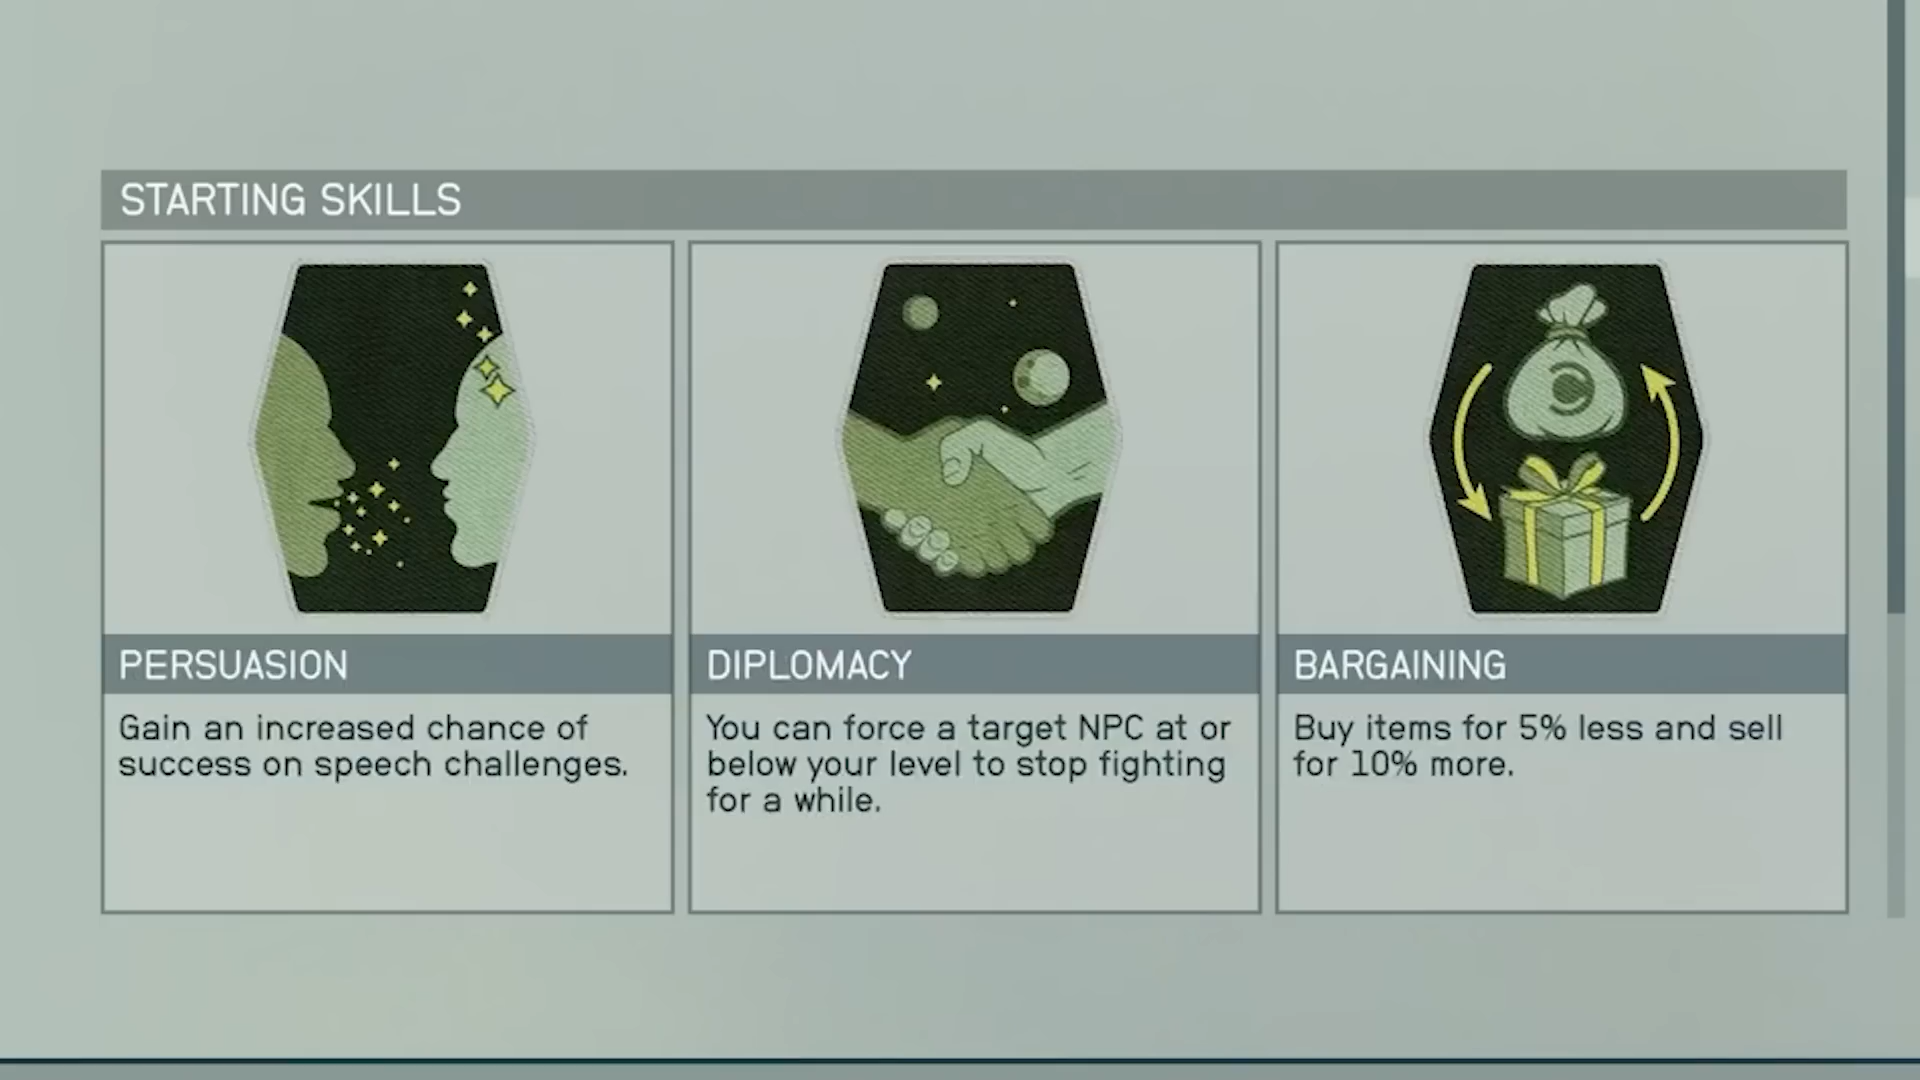 STARTING SKILLS
PERSUASION
Gain an increased chance of
success on speech challenges.
DIPLOMACY
You can force a target NPC at or
below your level to stop fighting
for a while.
BARGAINING
Buy items for 5% less and sell
for 10% more.